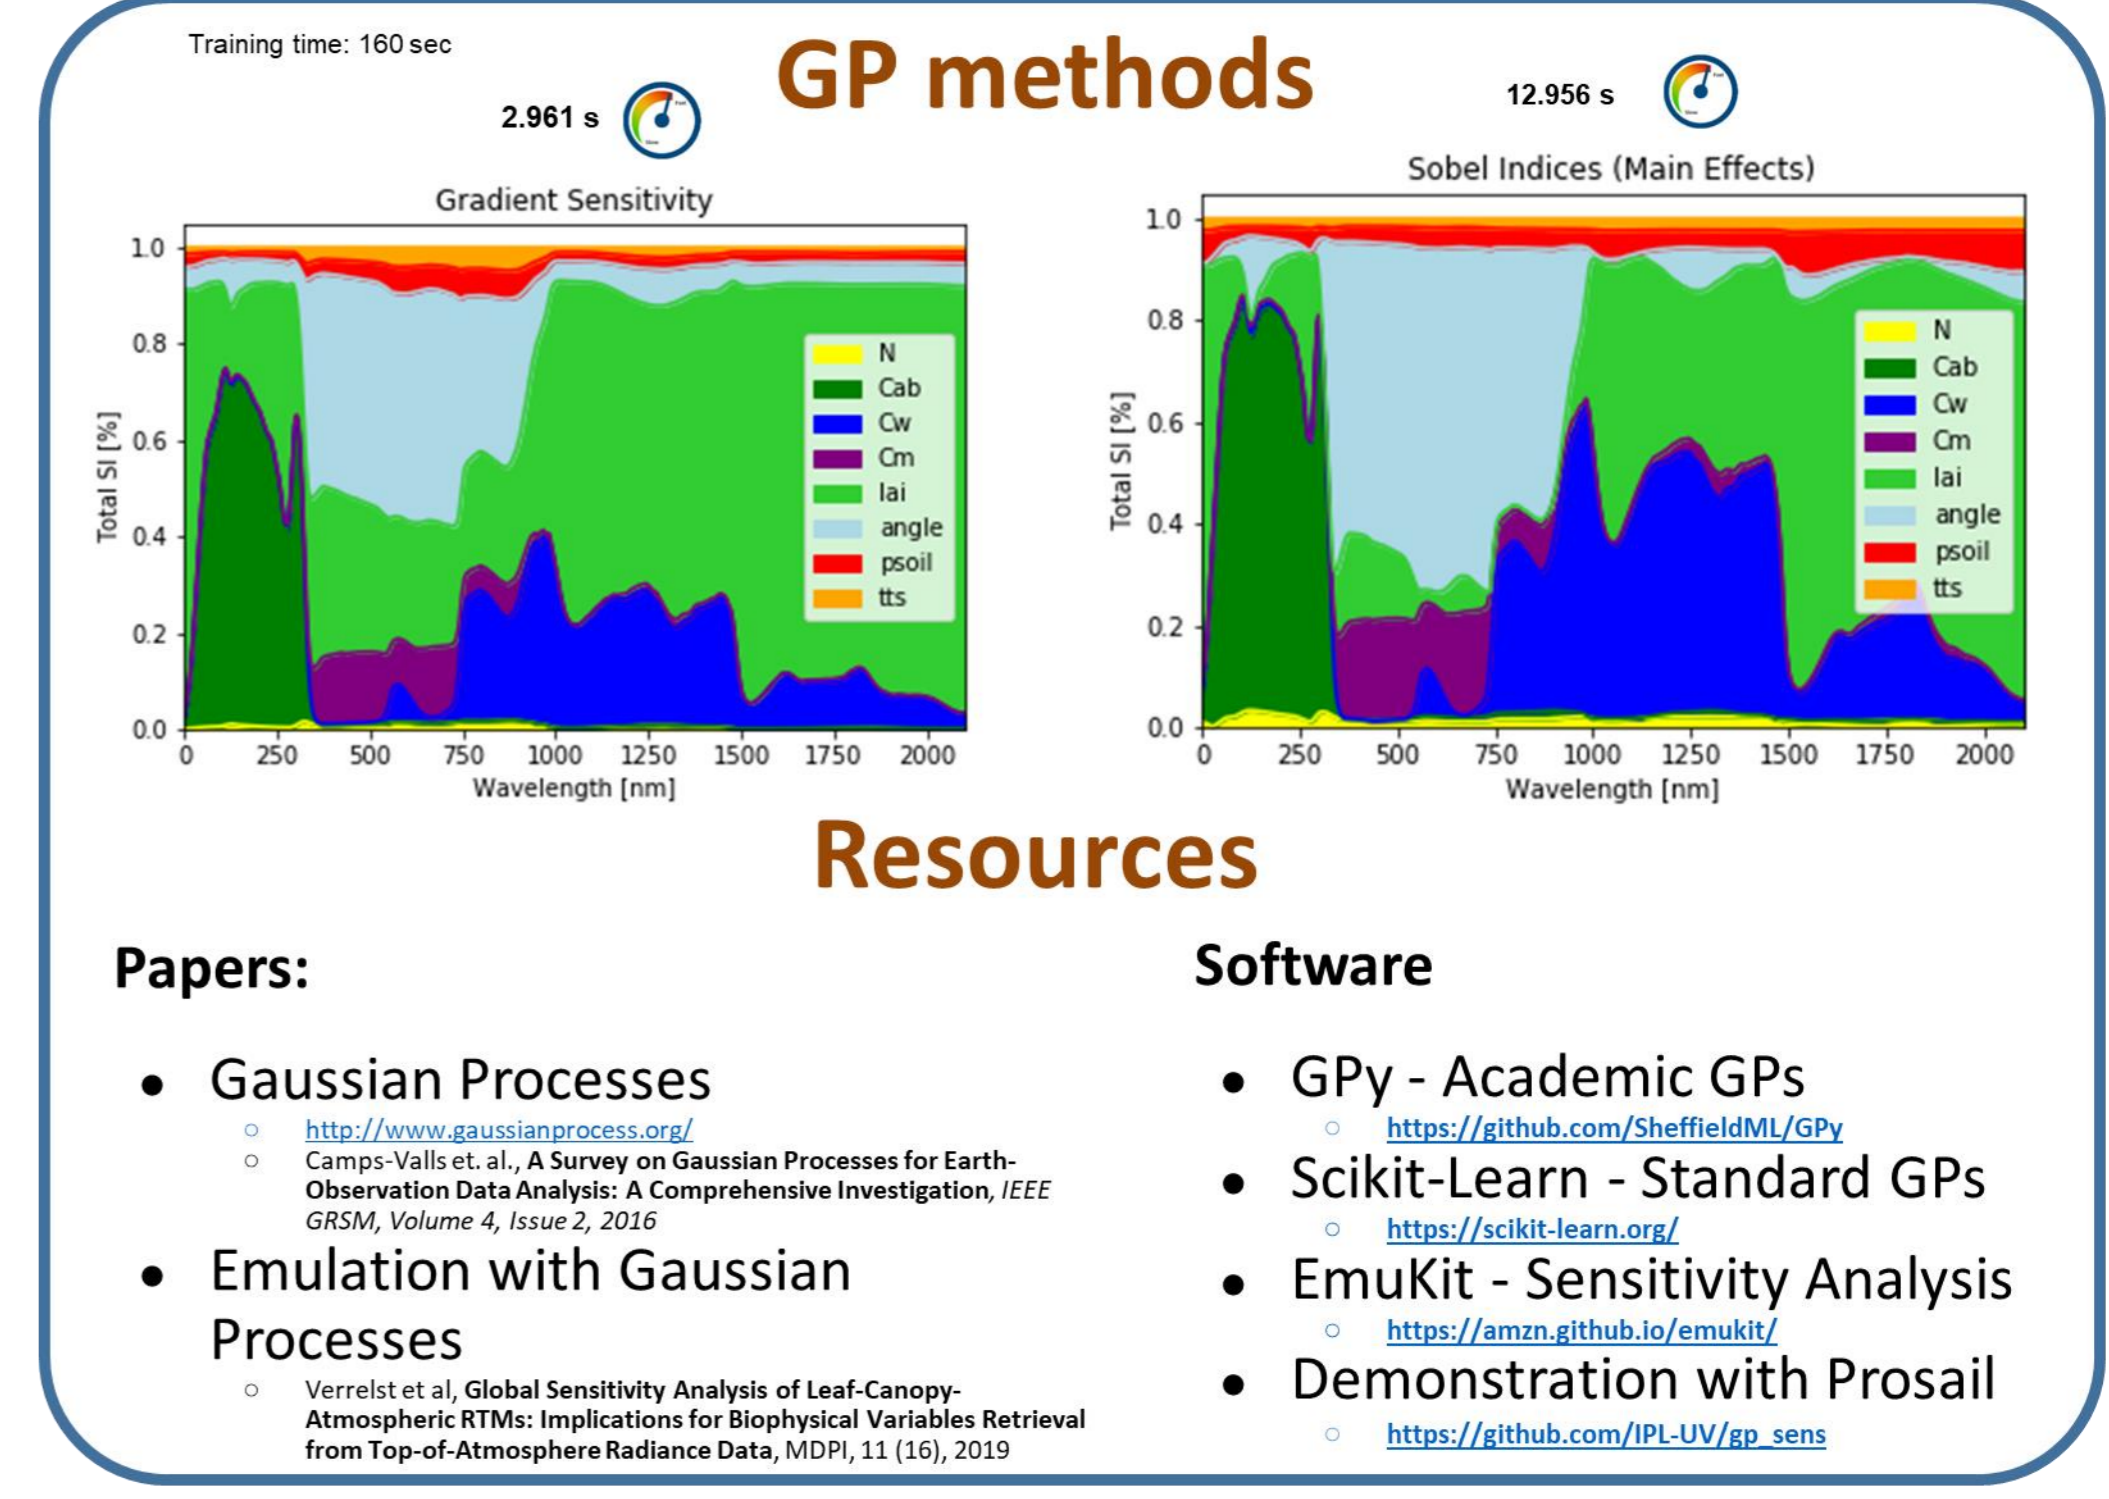 Training time: 160 sec
GP methods
2.961 s
12.956 s
Gradient Sensitivity
1.0
0.8
0.6
0.4
0.2
0.0
Total SI [%]
N
Cab
Cw
Cm
lai
angle
psoil
tts
0 250 500 750 1000 1250 1500 1750 2000
Wavelength [nm]
Sobel Indices (Main Effects)
1.0
0.8
0.6
0.4
0.2
0.0
Total SI [%]
N
Cab
Cw
Cm
lai
angle
psoil
tts
0 250 500 750 1000 1250 1500 1750 2000
Wavelength [nm]
Resources
Papers:
● Gaussian Processes
○ http://www.gaussianprocess.org/
○ Camps-Valls et. al., A Survey on Gaussian Processes for Earth-
Observation Data Analysis: A Comprehensive Investigation, IEEE
GRSM, Volume 4, Issue 2, 2016
● Emulation with Gaussian
Processes
○ Verrelst et al, Global Sensitivity Analysis of Leaf-Canopy-
Atmospheric RTMs: Implications for Biophysical Variables Retrieval
from Top-of-Atmosphere Radiance Data, MDPI, 11 (16), 2019
Software
● GPy - Academic GPs
○ https://github.com/SheffieldML/GPy
● Scikit-Learn - Standard GPs
○ https://scikit-learn.org/
● EmuKit - Sensitivity Analysis
○ https://amzn.github.io/emukit/
● Demonstration with Prosail
○ https://github.com/IPL-UV/gp_sens